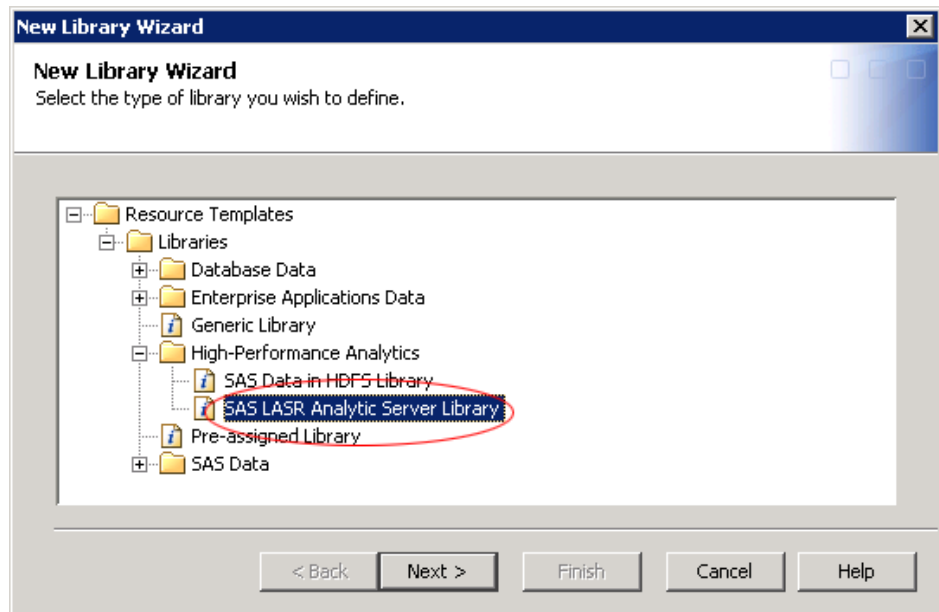 New Library Wizard
New Library Wizard
Select the type of library you wish to define.
Resource Templates
Libraries
Database Data
Enterprise Applications Data
Generic Library
High-Performance Analytics
SAS Data in HDFS Library
SAS LASR Analytic Server Library
Pre-assigned Library
SAS Data
< Back Next > Finish Cancel Help